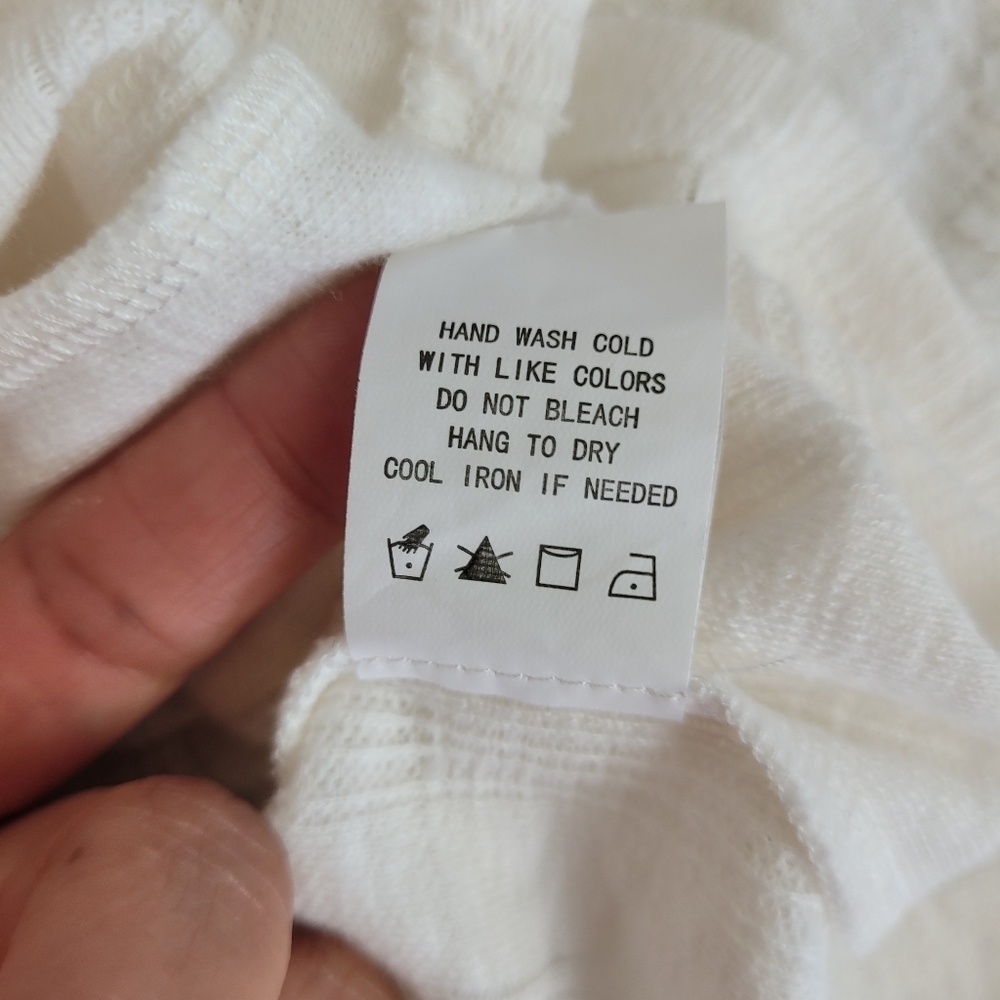 HAND WASH COLD
WITH LIKE COLORS
DO NOT BLEACH
HANG TO DRY
COOL IRON IF NEEDED